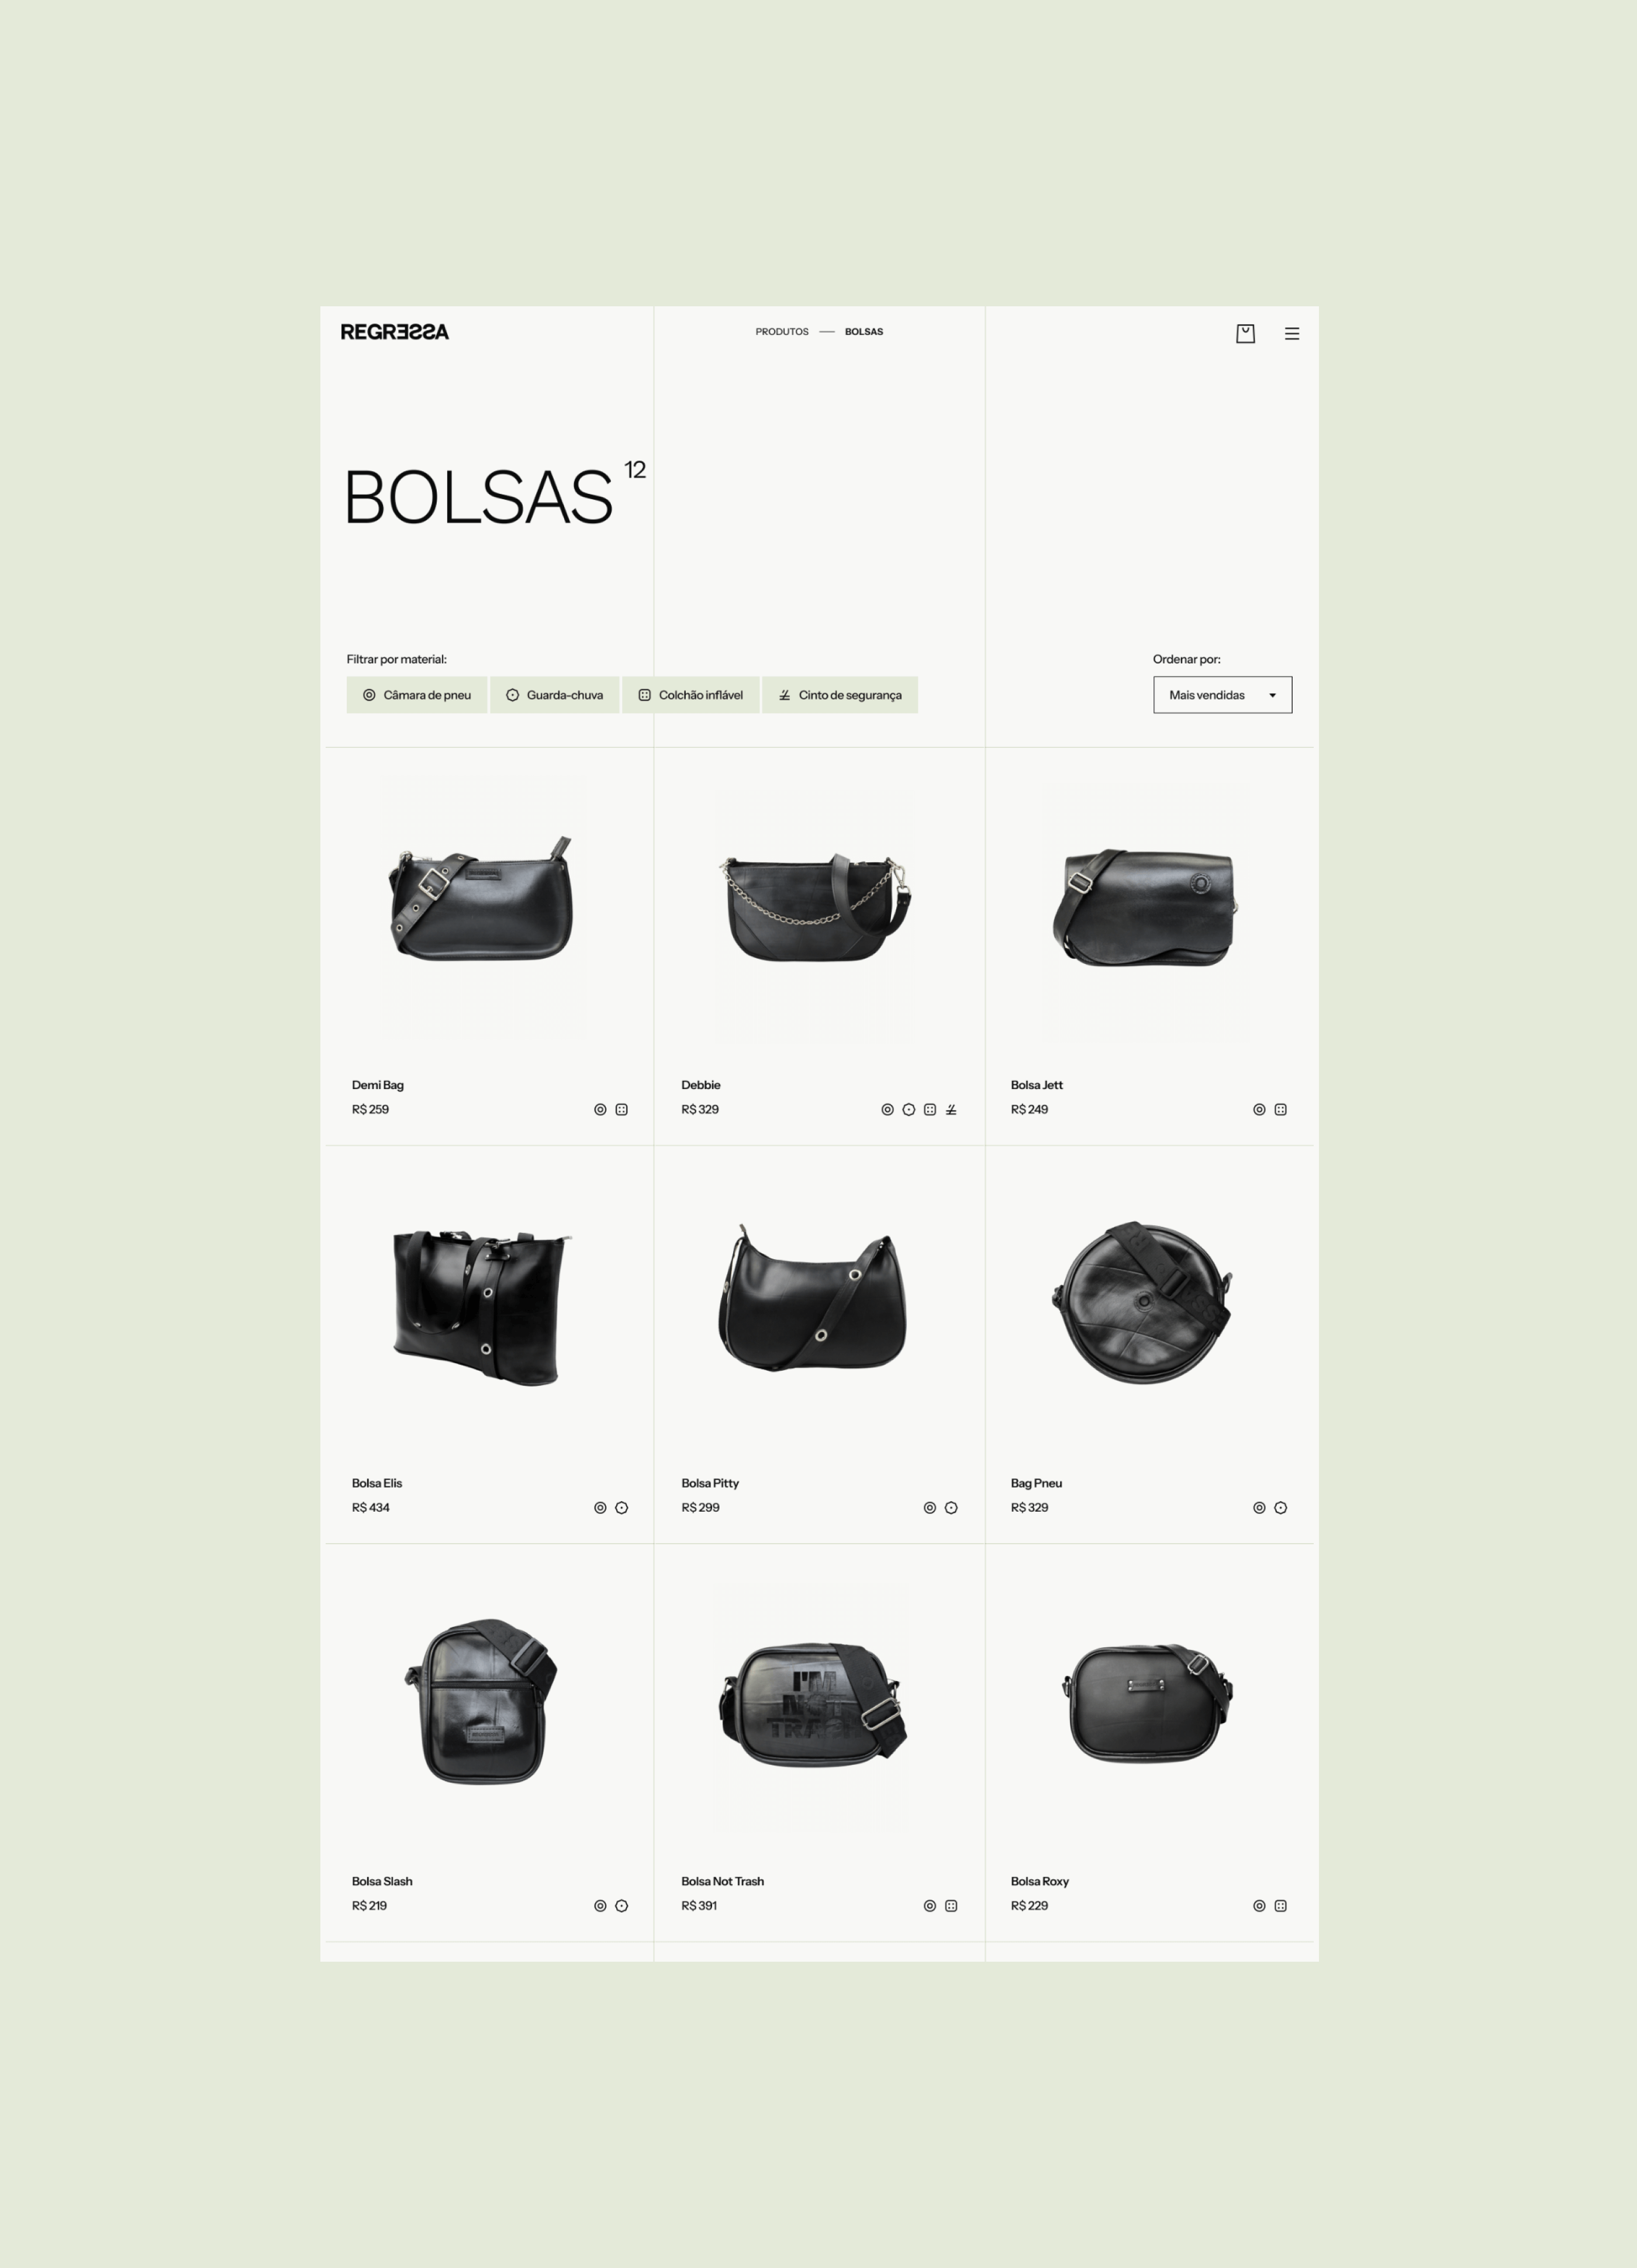 REGRESSA
PRODUTOS — BOLSAS
BOLSAS 12
Filtrar por material:
Ordenar por:
Câmara de pneu
Guarda-chuva
Colchão inflável
Cinto de segurança
Mais vendidas
Demi Bag
R$ 259
Debbie
R$ 329
Bolsa Jett
R$ 249
Bolsa Elis
R$ 434
Bolsa Pitty
R$ 299
Bag Pneu
R$ 329
I'M
NOT
TRASH
Bolsa Slash
R$ 219
Bolsa Not Trash
R$ 391
Bolsa Roxy
R$ 229